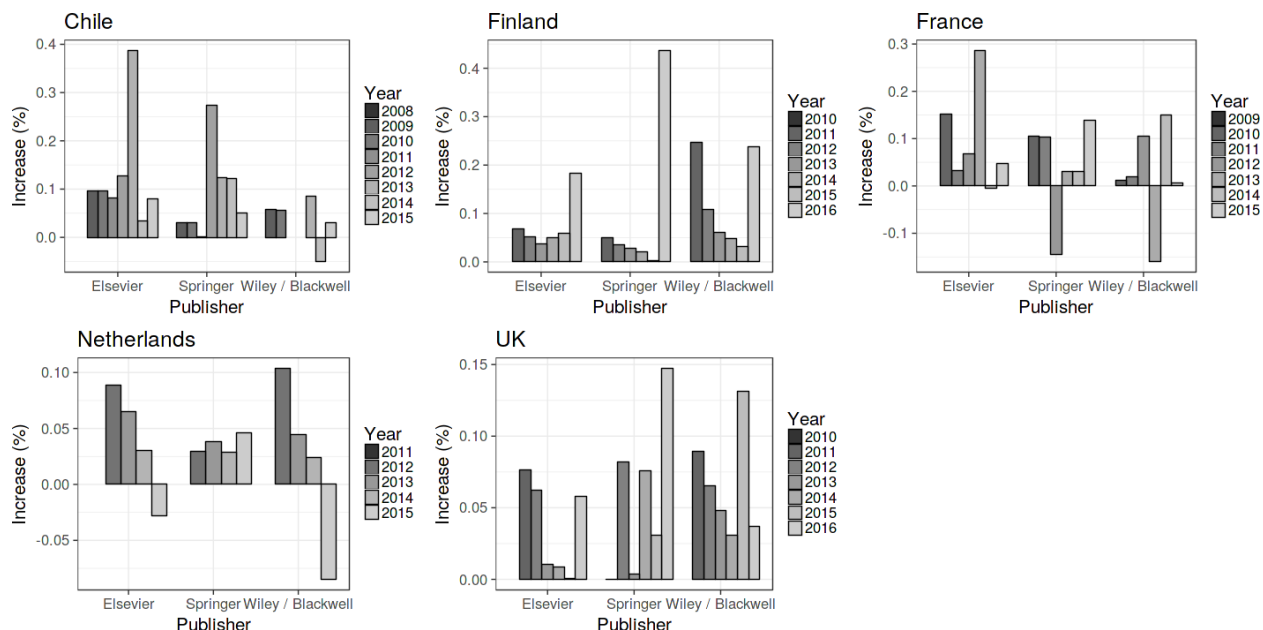 Chile
Increase (%)
0.4
0.3
0.2
0.1
0.0
Elsevier
Springer
Wiley / Blackwell
Publisher
Year
2008
2009
2010
2011
2012
2013
2014
2015
Finland
Increase (%)
0.4
0.3
0.2
0.1
0.0
Elsevier
Springer
Wiley / Blackwell
Publisher
Year
2010
2011
2012
2013
2014
2015
2016
France
Increase (%)
0.3
0.2
0.1
0.0
-0.1
Elsevier
Springer
Wiley / Blackwell
Publisher
Year
2009
2010
2011
2012
2013
2014
2015
Netherlands
Increase (%)
0.10
0.05
0.00
-0.05
Elsevier
Springer
Wiley / Blackwell
Publisher
Year
2011
2012
2013
2014
2015
UK
Increase (%)
0.15
0.10
0.05
0.00
Elsevier
Springer
Wiley / Blackwell
Publisher
Year
2010
2011
2012
2013
2014
2015
2016